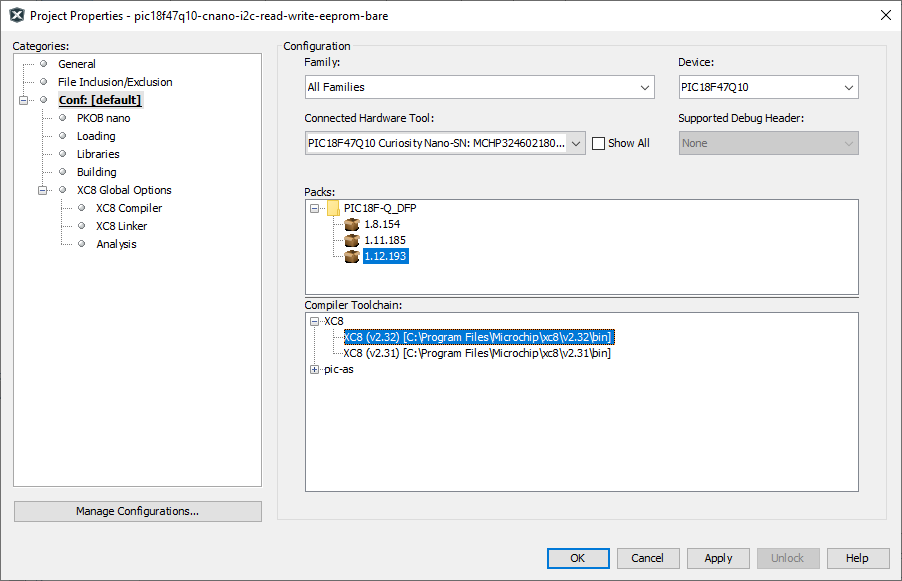 Project Properties - pic18f47q10-cnano-i2c-read-write-eeprom-bare
Categories:
General
File Inclusion/Exclusion
Conf: [default]
PKOB nano
Loading
Libraries
Building
XC8 Global Options
XC8 Compiler
XC8 Linker
Analysis
Manage Configurations...
Configuration
Family:
All Families
Device:
PIC18F47Q10
Connected Hardware Tool:
PIC18F47Q10 Curiosity Nano-SN: MCHP324602180...
Show All
Supported Debug Header:
None
Packs:
PIC18F-Q_DFP
1.8.154
1.11.185
1.12.193
Compiler Toolchain:
XC8
XC8 (v2.32) [C:\Program Files\Microchip\xc8\v2.32\bin]
XC8 (v2.31) [C:\Program Files\Microchip\xc8\v2.31\bin]
pic-as
OK
Cancel
Apply
Unlock
Help